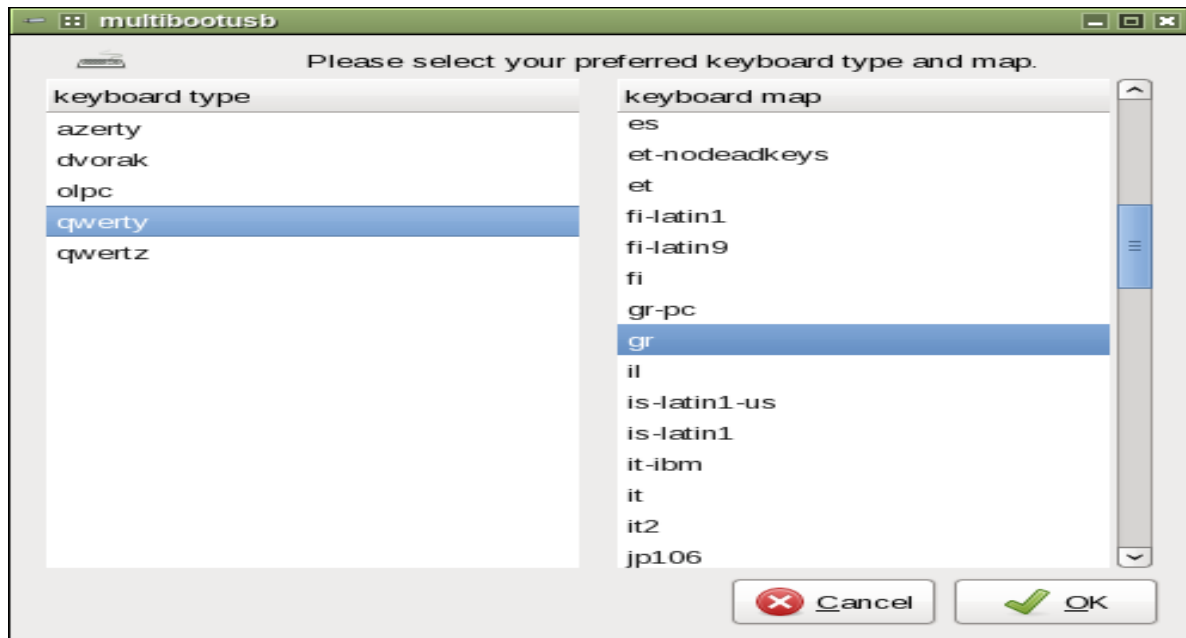 multibootusb
Please select your preferred keyboard type and map.
keyboard type
azerty
dvorak
olpc
qwerty
qwertz
keyboard map
es
et-nodeadkeys
et
fi-latin1
fi-latin9
fi
gr-pc
gr
il
is-latin1-us
is-latin1
it-ibm
it
it2
jp106
Cancel
OK